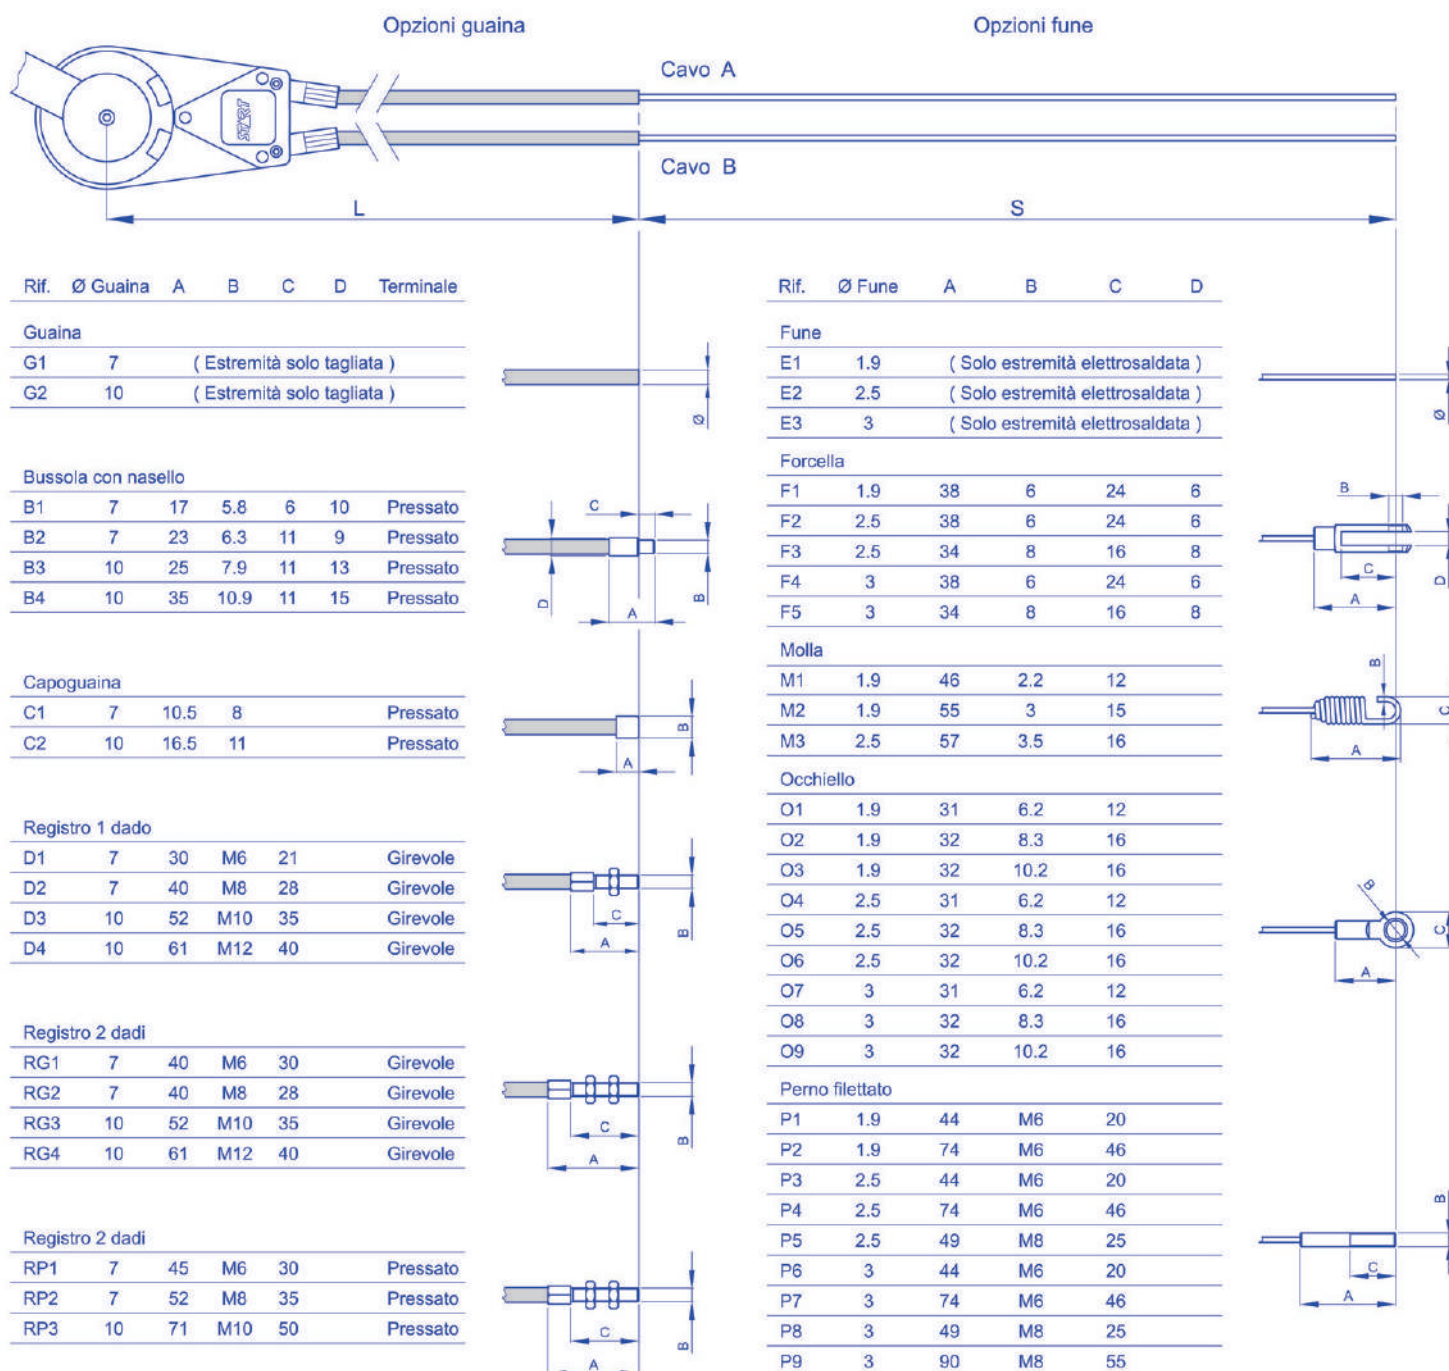 Opzioni guaina
Opzioni fune
Cavo A
START
Cavo B
L
S
Rif. Ø Guaina A B C D Terminale
Guaina
G1 7 ( Estremità solo tagliata )
G2 10 ( Estremità solo tagliata )
Ø
Bussola con nasello
B1 7 17 5.8 6 10 Pressato
B2 7 23 6.3 11 9 Pressato
B3 10 25 7.9 11 13 Pressato
B4 10 35 10.9 11 15 Pressato
C
D
A
B
Capoguaina
C1 7 10.5 8 Pressato
C2 10 16.5 11 Pressato
B
A
Registro 1 dado
D1 7 30 M6 21 Girevole
D2 7 40 M8 28 Girevole
D3 10 52 M10 35 Girevole
D4 10 61 M12 40 Girevole
C
A
B
Registro 2 dadi
RG1 7 40 M6 30 Girevole
RG2 7 40 M8 28 Girevole
RG3 10 52 M10 35 Girevole
RG4 10 61 M12 40 Girevole
C
A
B
Registro 2 dadi
RP1 7 45 M6 30 Pressato
RP2 7 52 M8 35 Pressato
RP3 10 71 M10 50 Pressato
C
A
B
Rif. Ø Fune A B C D
Fune
E1 1.9 ( Solo estremità elettrosaldata )
E2 2.5 ( Solo estremità elettrosaldata )
E3 3 ( Solo estremità elettrosaldata )
Ø
Forcella
F1 1.9 38 6 24 6
F2 2.5 38 6 24 6
F3 2.5 34 8 16 8
F4 3 38 6 24 6
F5 3 34 8 16 8
B
C
A
D
Molla
M1 1.9 46 2.2 12
M2 1.9 55 3 15
M3 2.5 57 3.5 16
B
C
A
Occhiello
O1 1.9 31 6.2 12
O2 1.9 32 8.3 16
O3 1.9 32 10.2 16
O4 2.5 31 6.2 12
O5 2.5 32 8.3 16
O6 2.5 32 10.2 16
O7 3 31 6.2 12
O8 3 32 8.3 16
O9 3 32 10.2 16
B
C
A
Perno filettato
P1 1.9 44 M6 20
P2 1.9 74 M6 46
P3 2.5 44 M6 20
P4 2.5 74 M6 46
P5 2.5 49 M8 25
P6 3 44 M6 20
P7 3 74 M6 46
P8 3 49 M8 25
P9 3 90 M8 55
B
C
A